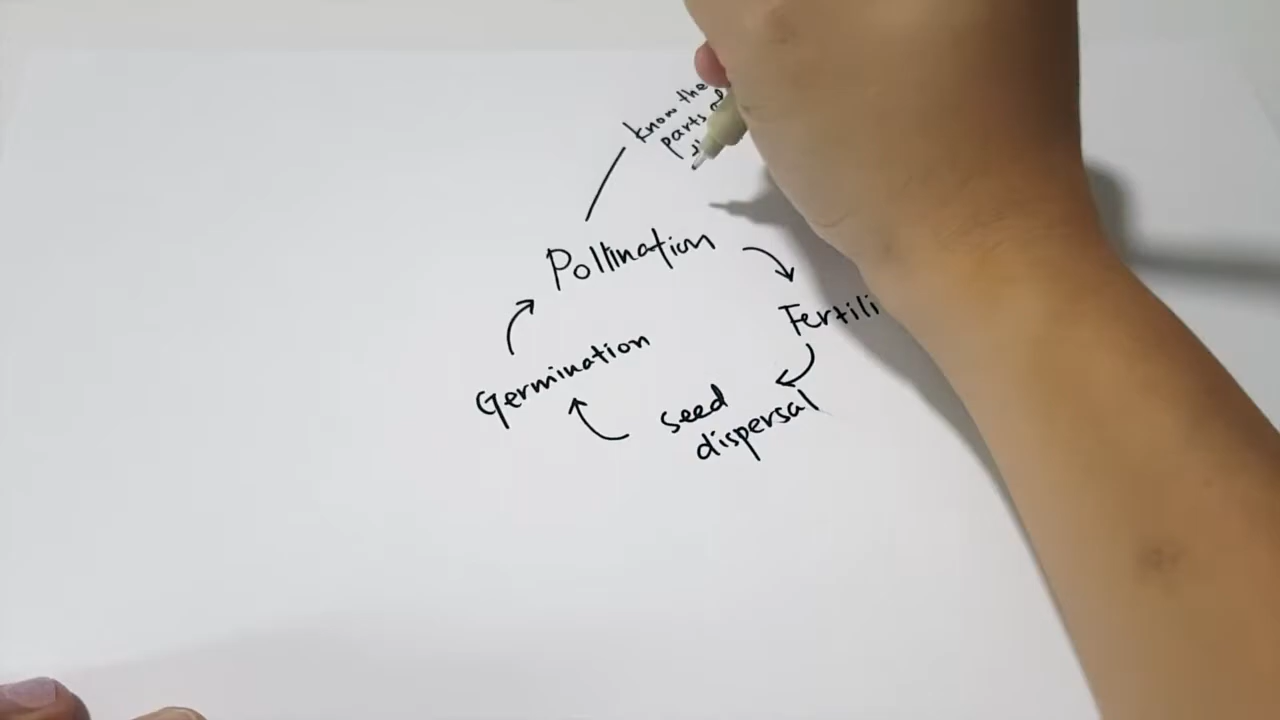 know the
parts
Pollination
Fertili
Germination
seed
dispersal